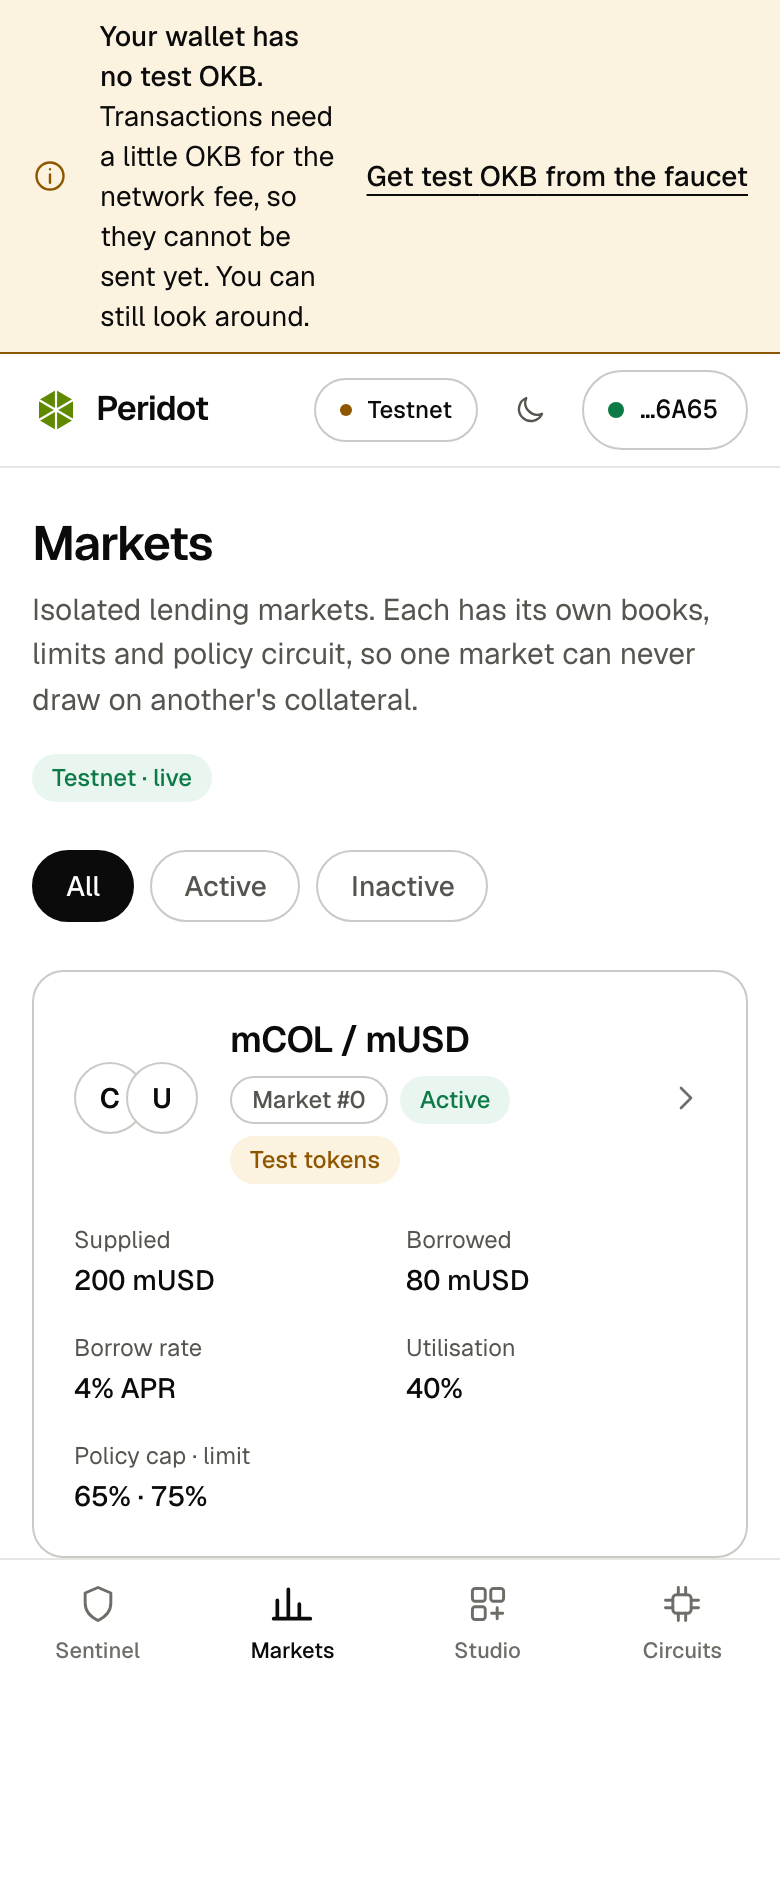 Your wallet has
no test OKB.
Transactions need
a little OKB for the
network fee, so
they cannot be
sent yet. You can
still look around.
Get test OKB from the faucet
Peridot
Testnet
...6A65
Markets
Isolated lending markets. Each has its own books,
limits and policy circuit, so one market can never
draw on another's collateral.
Testnet · live
All
Active
Inactive
C
U
mCOL / mUSD
Market #0
Active
Test tokens
Supplied
200 mUSD
Borrowed
80 mUSD
Borrow rate
4% APR
Utilisation
40%
Policy cap · limit
65% · 75%
Sentinel
Markets
Studio
Circuits